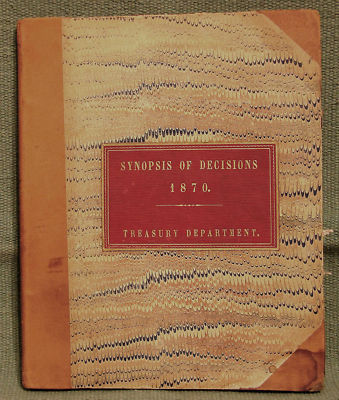 SYNOPSIS OF DECISIONS
1870.
TREASURY DEPARTMENT.